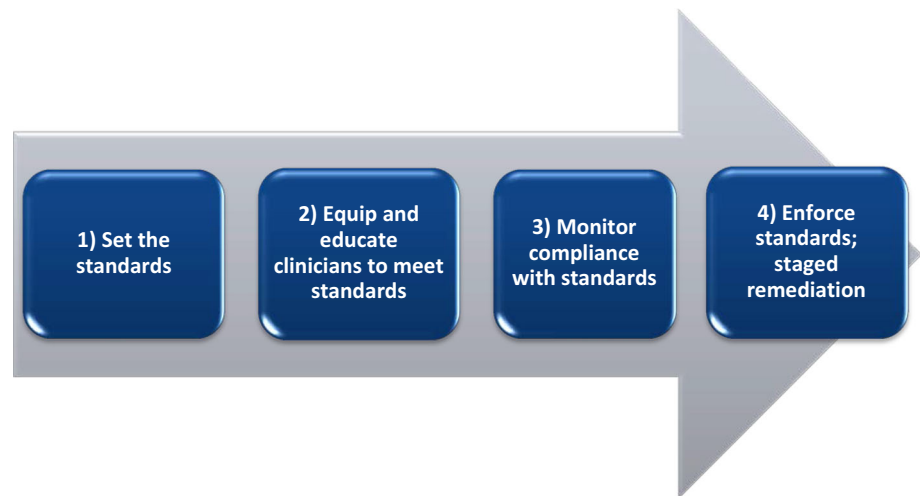 1) Set the
standards
2) Equip and
educate
clinicians to meet
standards
3) Monitor
compliance
with standards
4) Enforce
standards;
staged
remediation